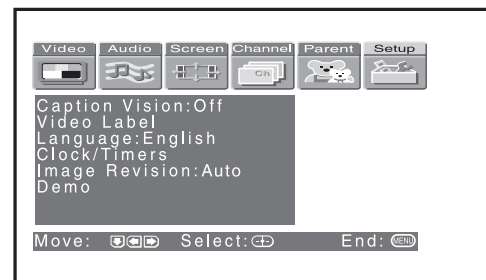 Video Audio Screen Channel Parent Setup
Ch
Caption Vision:Off
Video Label
Language:English
Clock/Timers
Image Revision:Auto
Demo
Move: Select: End: MENU